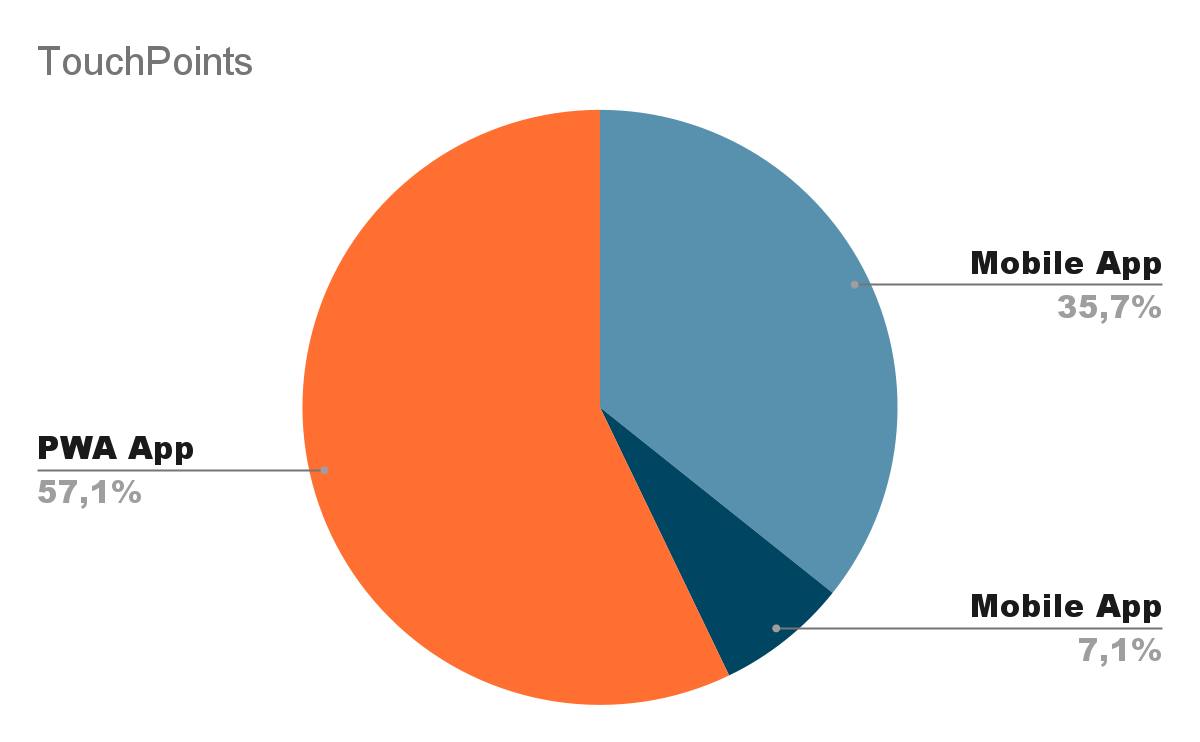 TouchPoints
Mobile App
35,7%
PWA App
57,1%
Mobile App
7,1%